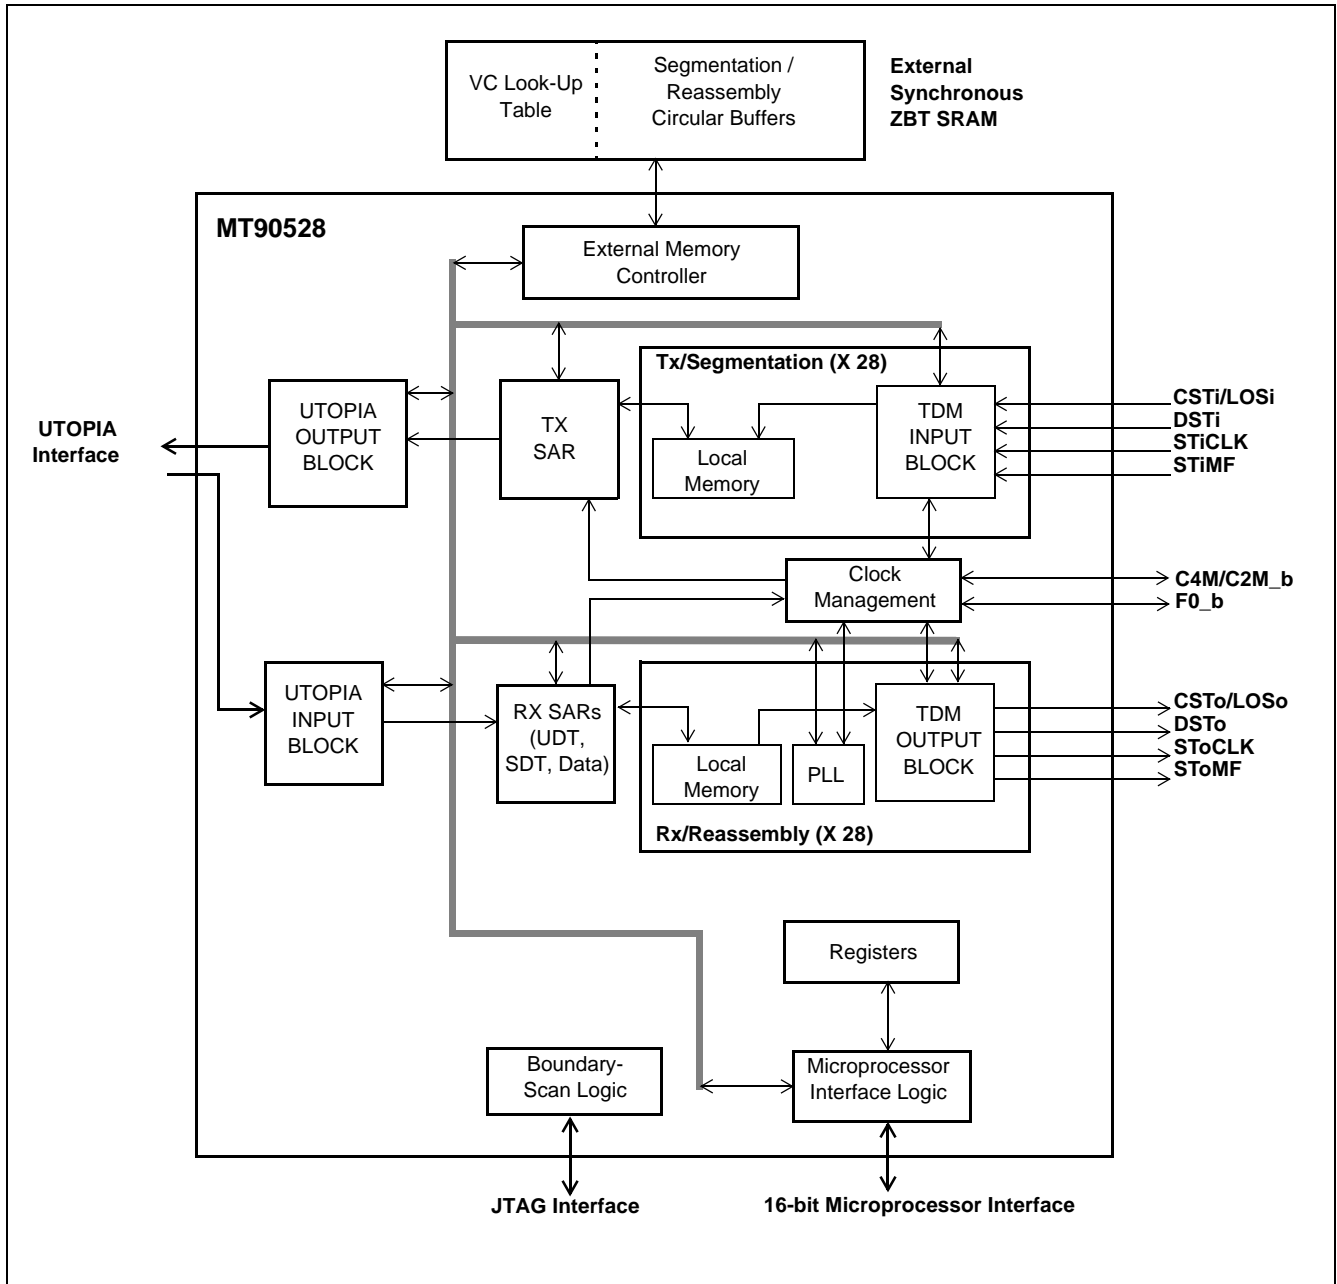 VC Look-Up
Table
Segmentation /
Reassembly
Circular Buffers
External
Synchronous
ZBT SRAM
MT90528
External Memory
Controller
Tx/Segmentation (X 28)
UTOPIA
OUTPUT
BLOCK
TX
SAR
Local
Memory
TDM
INPUT
BLOCK
CSTi/LOSi
DSTi
STiCLK
STiMF
UTOPIA
Interface
Clock
Management
C4M/C2M_b
F0_b
UTOPIA
INPUT
BLOCK
RX SARs
(UDT,
SDT, Data)
Local
Memory
PLL
TDM
OUTPUT
BLOCK
CSTo/LOSo
DSTo
SToCLK
SToMF
Rx/Reassembly (X 28)
Registers
Boundary-
Scan Logic
Microprocessor
Interface Logic
JTAG Interface
16-bit Microprocessor Interface